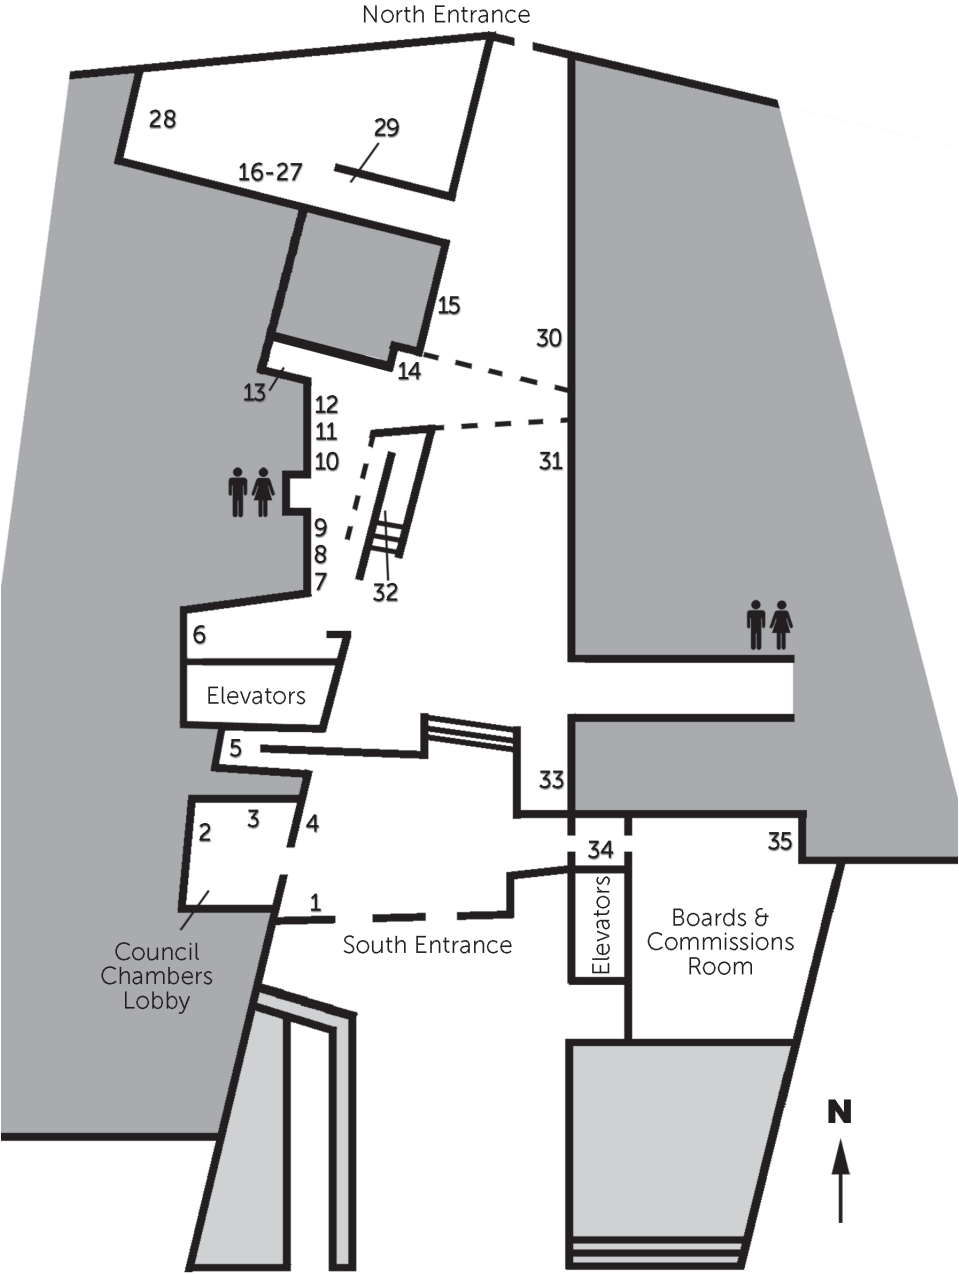 North Entrance
28
29
16-27
15
30
14
13
12
11
10
31
9
8
7
32
6
Elevators
5
33
3
2
4
35
34
1
Elevators
South Entrance
Boards &
Commissions
Room
Council
Chambers
Lobby
N